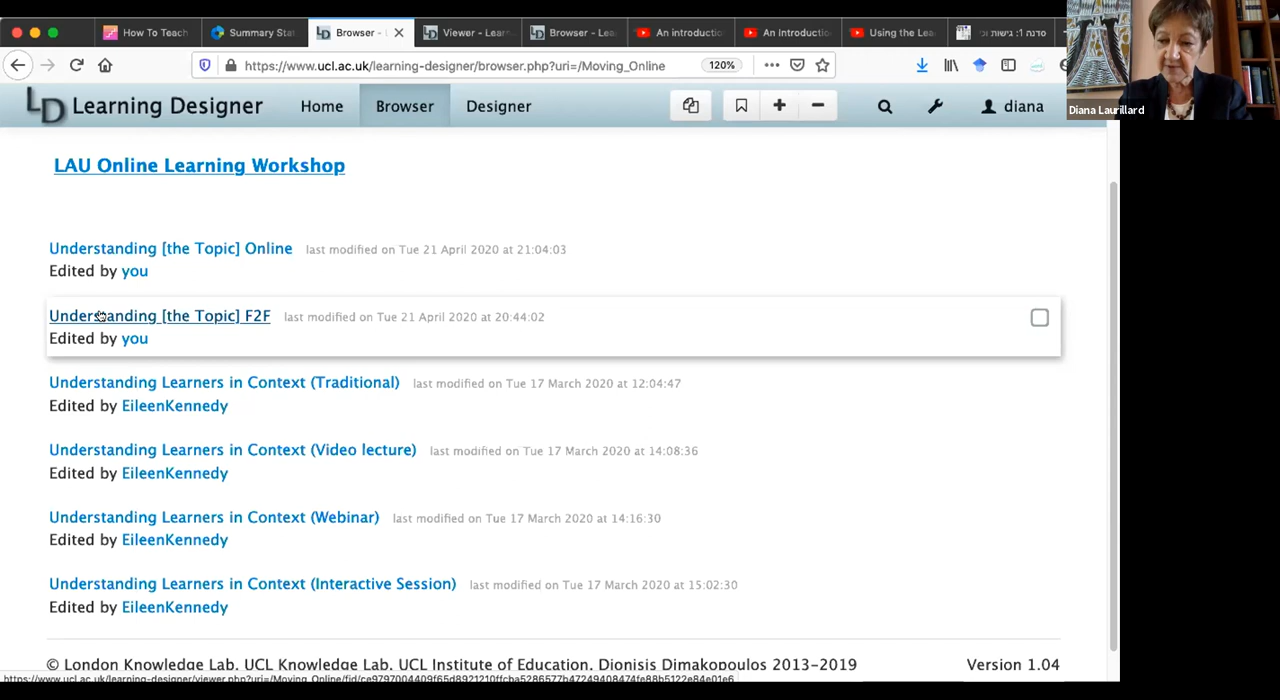 How To Teach
Summary Sta
Browser -
Viewer - Lear
Browser - Lea
An introductio
An introductio
Using the Lea
סדנה 1: גישות וכי
https://www.ucl.ac.uk/learning-designer/browser.php?uri=/Moving_Online
120%
Diana Laurillard
LD Learning Designer
Home
Browser
Designer
diana
LAU Online Learning Workshop
Understanding [the Topic] Online last modified on Tue 21 April 2020 at 21:04:03
Edited by you
Understanding [the Topic] F2F last modified on Tue 21 April 2020 at 20:44:02
Edited by you
Understanding Learners in Context (Traditional) last modified on Tue 17 March 2020 at 12:04:47
Edited by EileenKennedy
Understanding Learners in Context (Video lecture) last modified on Tue 17 March 2020 at 14:08:36
Edited by EileenKennedy
Understanding Learners in Context (Webinar) last modified on Tue 17 March 2020 at 14:16:30
Edited by EileenKennedy
Understanding Learners in Context (Interactive Session) last modified on Tue 17 March 2020 at 15:02:30
Edited by EileenKennedy
© London Knowledge Lab, UCL Knowledge Lab, UCL Institute of Education, Dionisis Dimakopoulos 2013-2019 Version 1.04